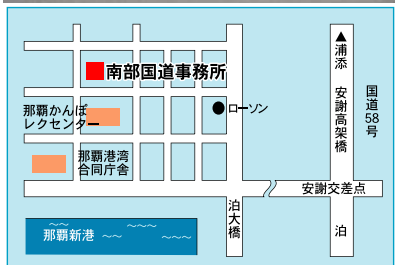 ▲浦添
安謝高架橋
国道58号
南部国道事務所
ローソン
那覇かんぽ
レクセンター
那覇港湾
合同庁舎
安謝交差点
泊大橋
泊
那覇新港